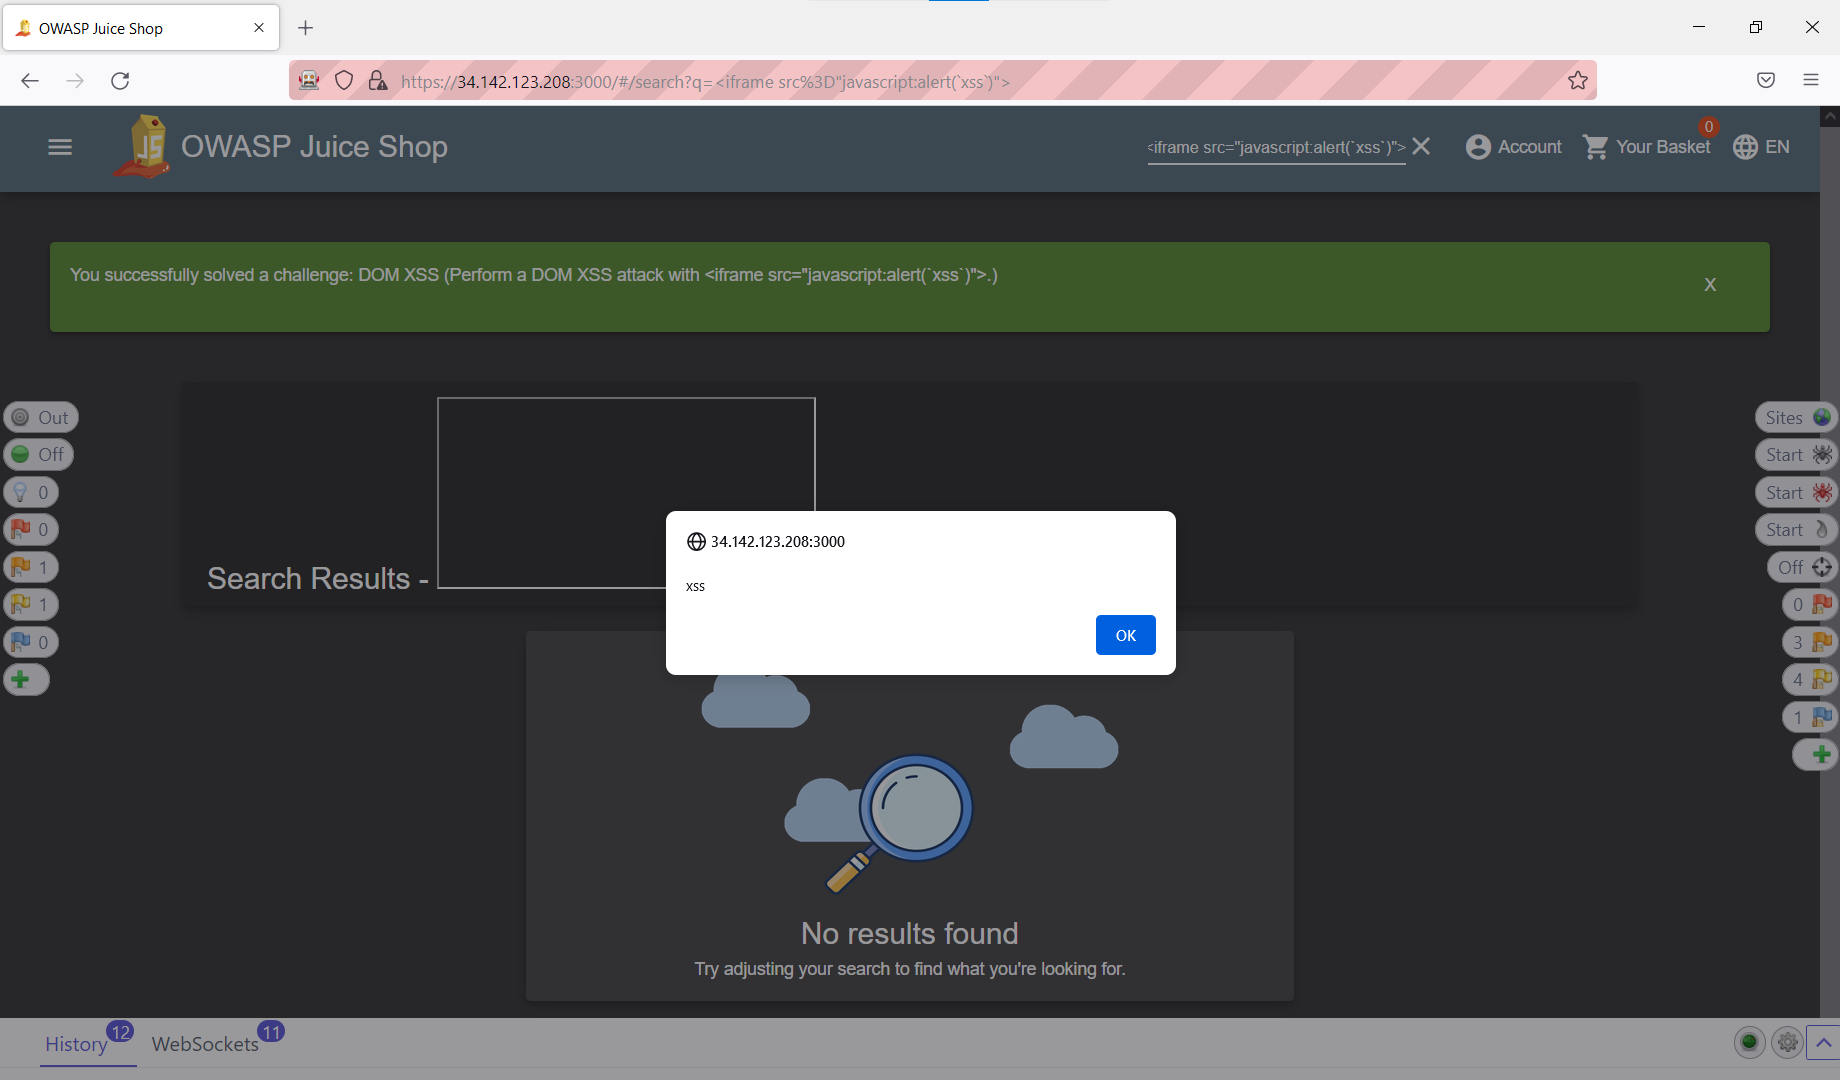 OWASP Juice Shop
https://34.142.123.208:3000/#/search?q=<iframe src%3D"javascript:alert(`xss`)">
JS
OWASP Juice Shop
<iframe src="javascript:alert(`xss`)">
Account
0
Your Basket
EN
You successfully solved a challenge: DOM XSS (Perform a DOM XSS attack with <iframe src="javascript:alert(`xss`)">.)
X
Out
Off
0
0
1
1
0
Sites
Start
Start
Start
Off
0
3
4
1
Search Results -
34.142.123.208:3000
xss
OK
No results found
Try adjusting your search to find what you're looking for.
History 12
WebSockets 11